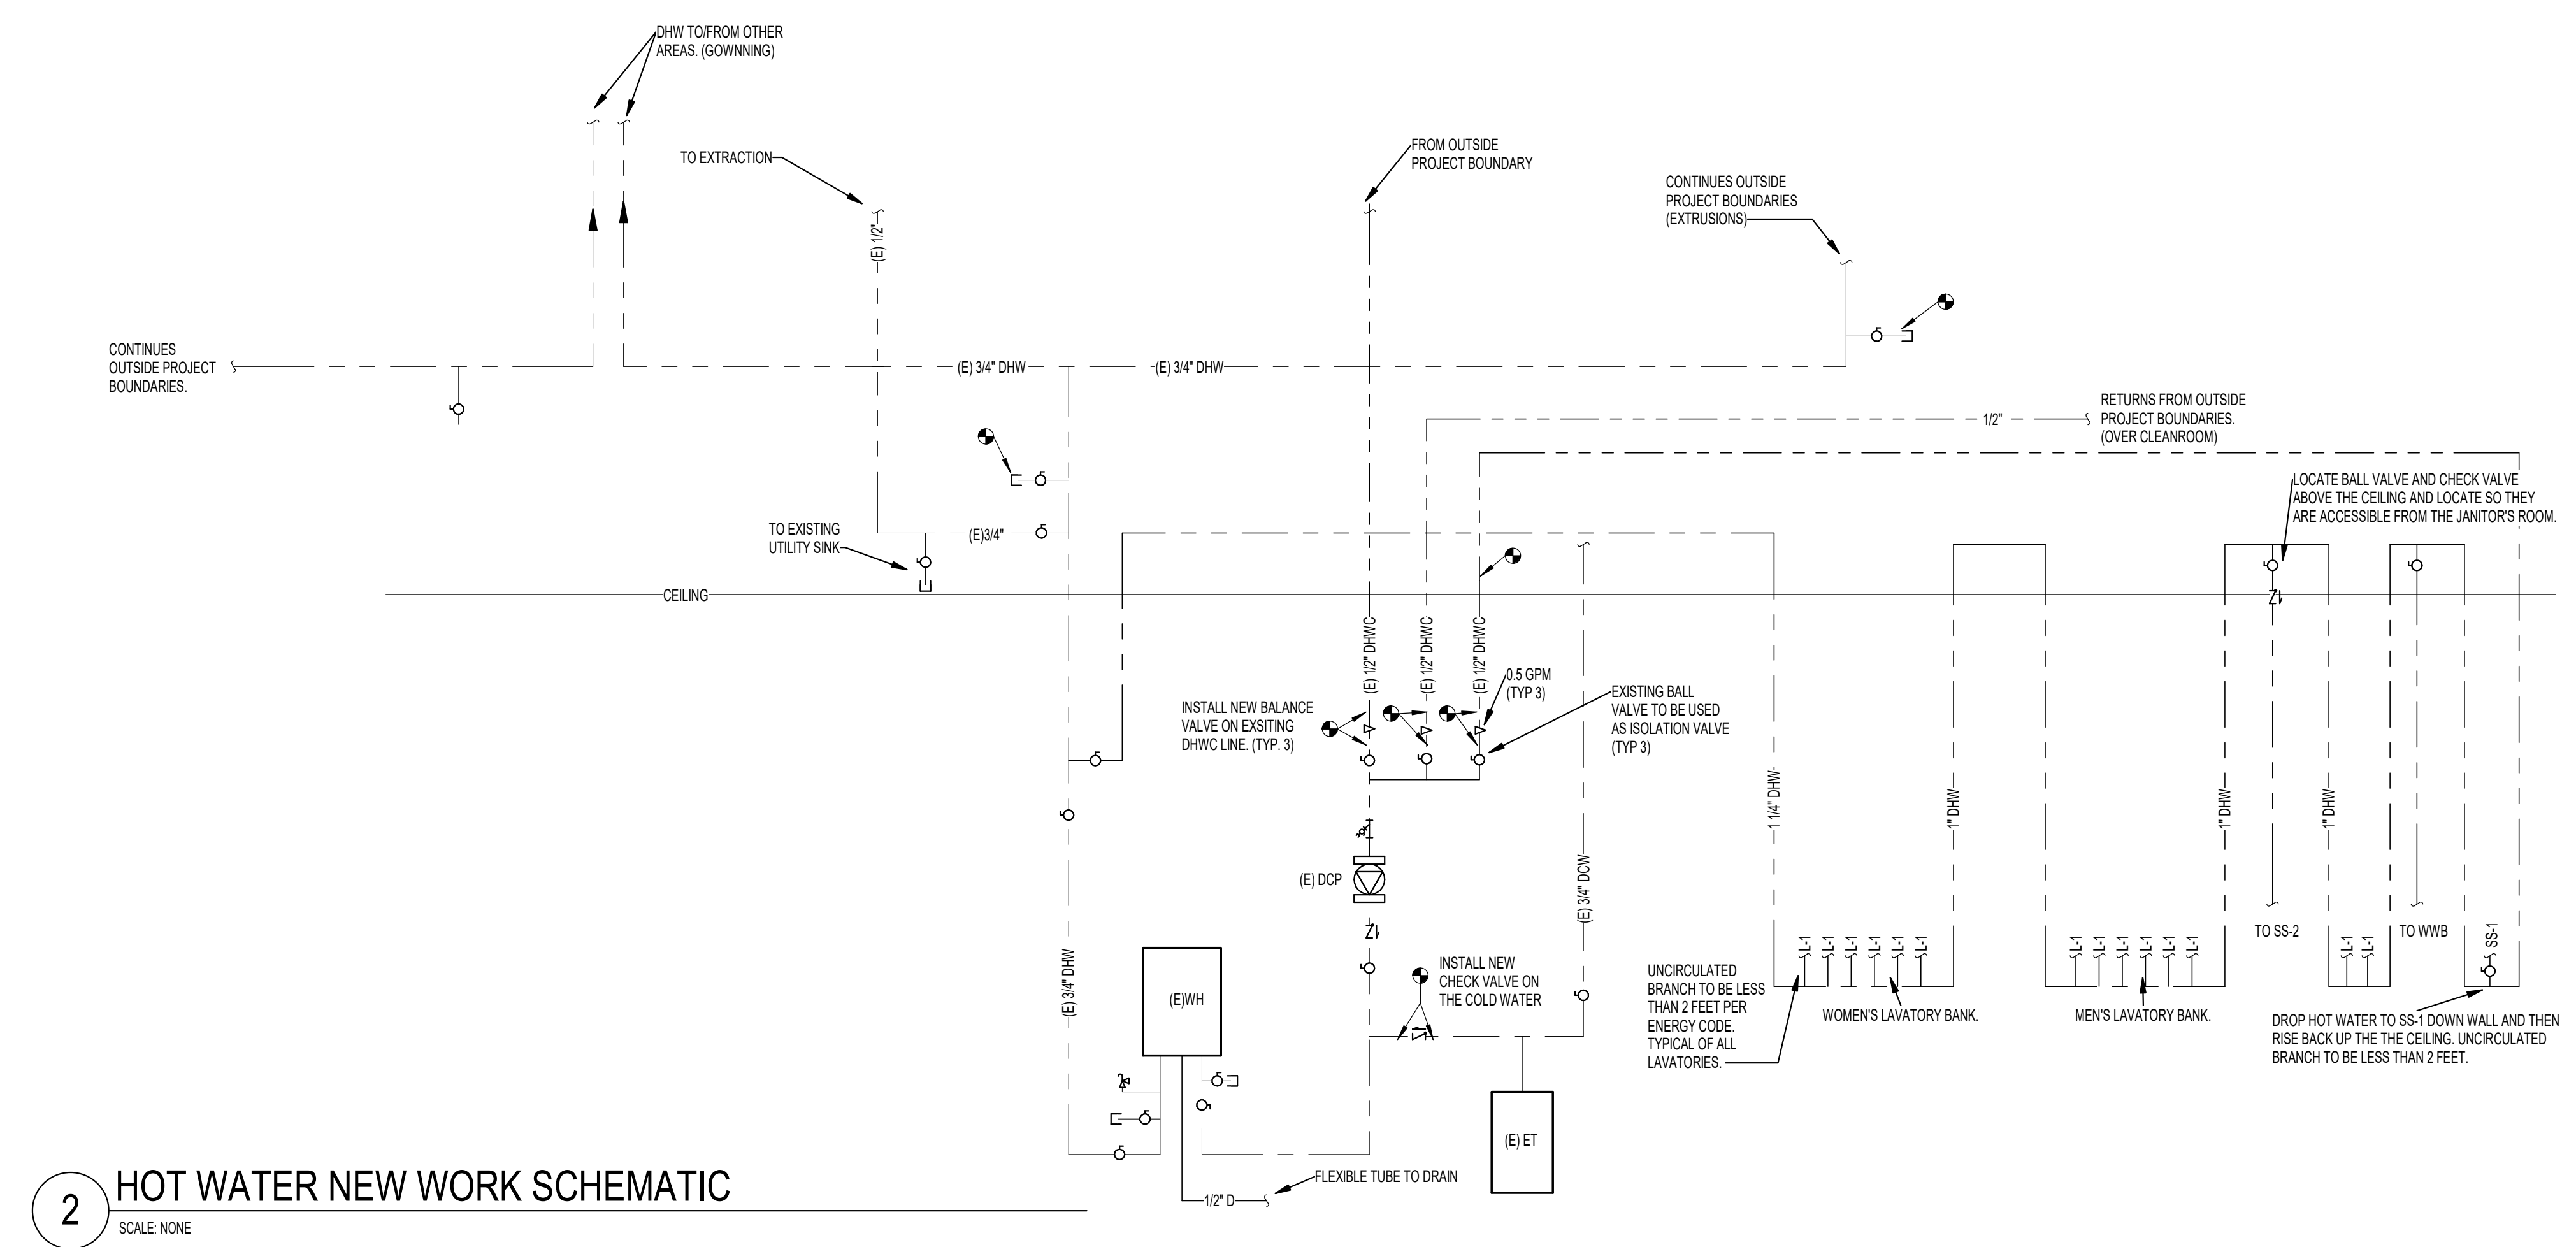 DHW TO/FROM OTHER
AREAS. (GOWNNING)
TO EXTRACTION
FROM OUTSIDE
PROJECT BOUNDARY
CONTINUES OUTSIDE
PROJECT BOUNDARIES
(EXTRUSIONS)
(E) 1/2"
CONTINUES
OUTSIDE PROJECT
BOUNDARIES.
(E) 3/4" DHW
(E) 3/4" DHW
RETURNS FROM OUTSIDE
PROJECT BOUNDARIES.
(OVER CLEANROOM)
1/2"
LOCATE BALL VALVE AND CHECK VALVE
ABOVE THE CEILING AND LOCATE SO THEY
ARE ACCESSIBLE FROM THE JANITOR'S ROOM.
TO EXISTING
UTILITY SINK
(E)3/4"
CEILING
(E) 1/2" DHWC
(E) 1/2" DHWC
(E) 1/2" DHWC
0.5 GPM
(TYP 3)
INSTALL NEW BALANCE
VALVE ON EXSITING
DHWC LINE. (TYP. 3)
EXISTING BALL
VALVE TO BE USED
AS ISOLATION VALVE
(TYP 3)
1 1/4" DHW
1" DHW
1" DHW
1" DHW
(E) DCP
(E) 3/4" DCW
(E) 3/4" DHW
(E)WH
INSTALL NEW
CHECK VALVE ON
THE COLD WATER
(E) ET
UNCIRCULATED
BRANCH TO BE LESS
THAN 2 FEET PER
ENERGY CODE.
TYPICAL OF ALL
LAVATORIES.
L-1
L-1
L-1
L-1
L-1
L-1
WOMEN'S LAVATORY BANK.
L-1
L-1
L-1
L-1
L-1
L-1
MEN'S LAVATORY BANK.
TO SS-2
L-1
L-1
TO WWB
SS-1
DROP HOT WATER TO SS-1 DOWN WALL AND THEN
RISE BACK UP THE THE CEILING. UNCIRCULATED
BRANCH TO BE LESS THAN 2 FEET.
FLEXIBLE TUBE TO DRAIN
1/2" D
2
HOT WATER NEW WORK SCHEMATIC
SCALE: NONE